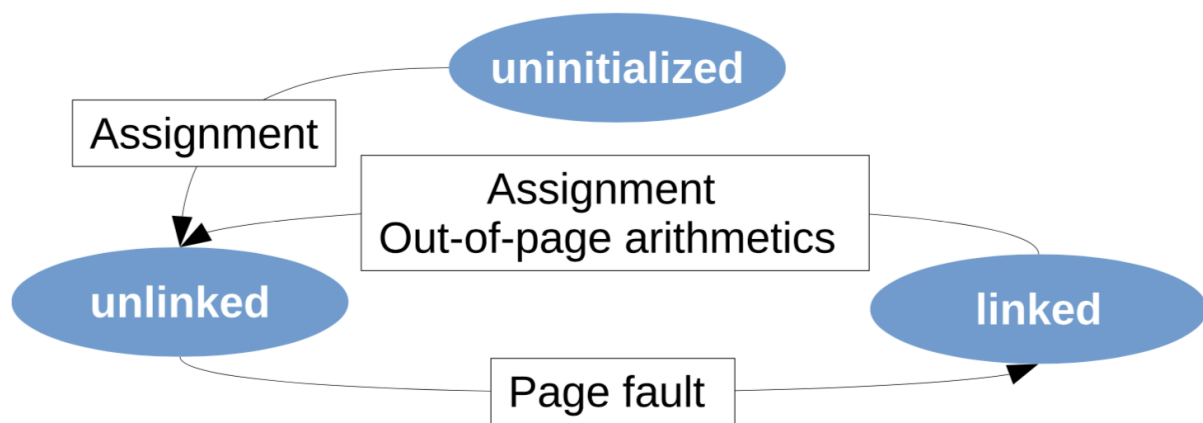 uninitialized
Assignment
Assignment
Out-of-page arithmetics
unlinked
linked
Page fault